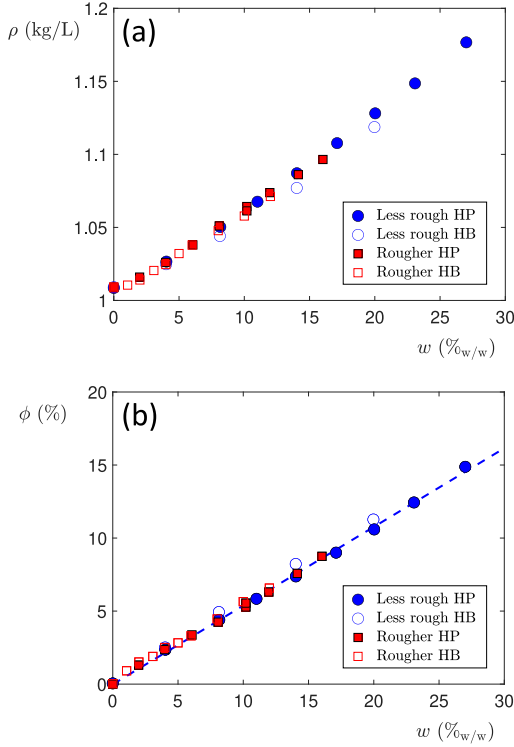 ρ (kg/L)
(a)
1.2
1.15
1.1
1.05
1
0 5 10 15 20 25 30
w (%w/w)
Less rough HP
Less rough HB
Rougher HP
Rougher HB
ϕ (%)
(b)
20
15
10
5
0
0 5 10 15 20 25 30
w (%w/w)
Less rough HP
Less rough HB
Rougher HP
Rougher HB